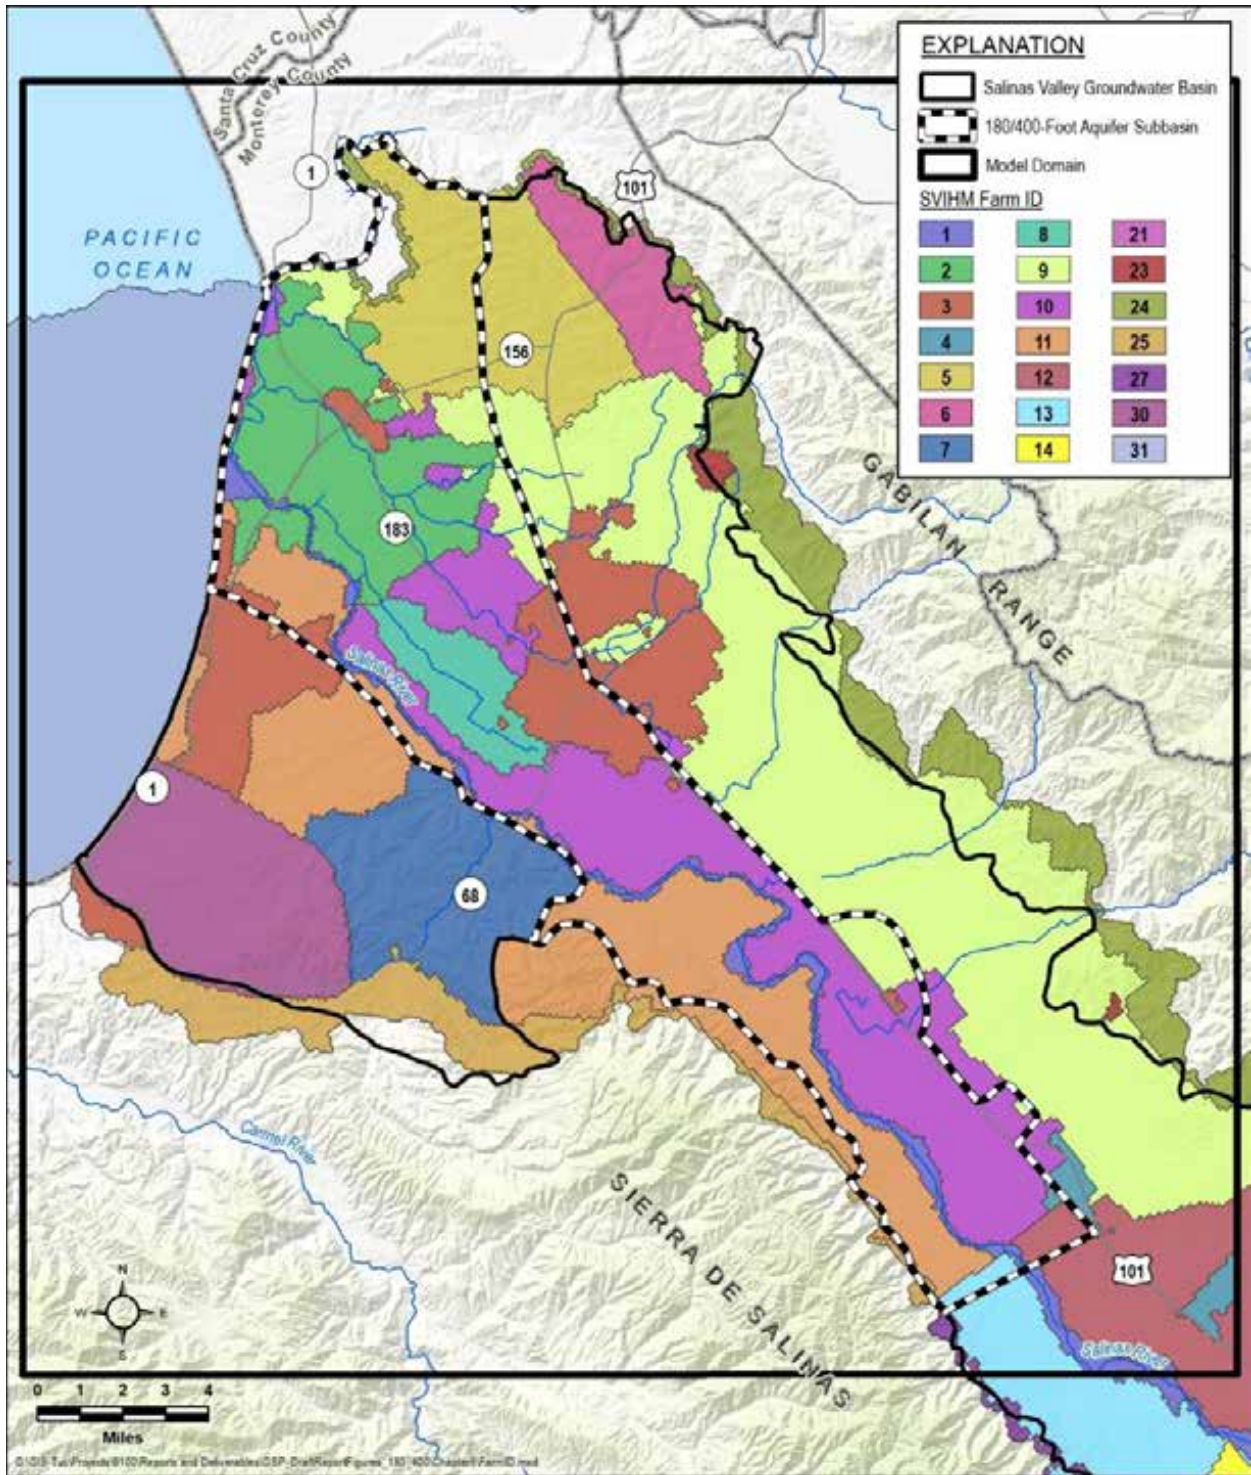 EXPLANATION
Salinas Valley Groundwater Basin
180/400-Foot Aquifer Subbasin
Model Domain
SVIHM Farm ID
1 8 21
2 9 23
3 10 24
4 11 25
5 12 27
6 13 30
7 14 31
Santa Cruz County
Monterey County
1
101
PACIFIC
OCEAN
156
183
GABILAN RANGE
Salinas River
1
68
Carmel River
SIERRA DE SALINAS
101
Salinas River
N
W E
S
0 1 2 3 4
Miles